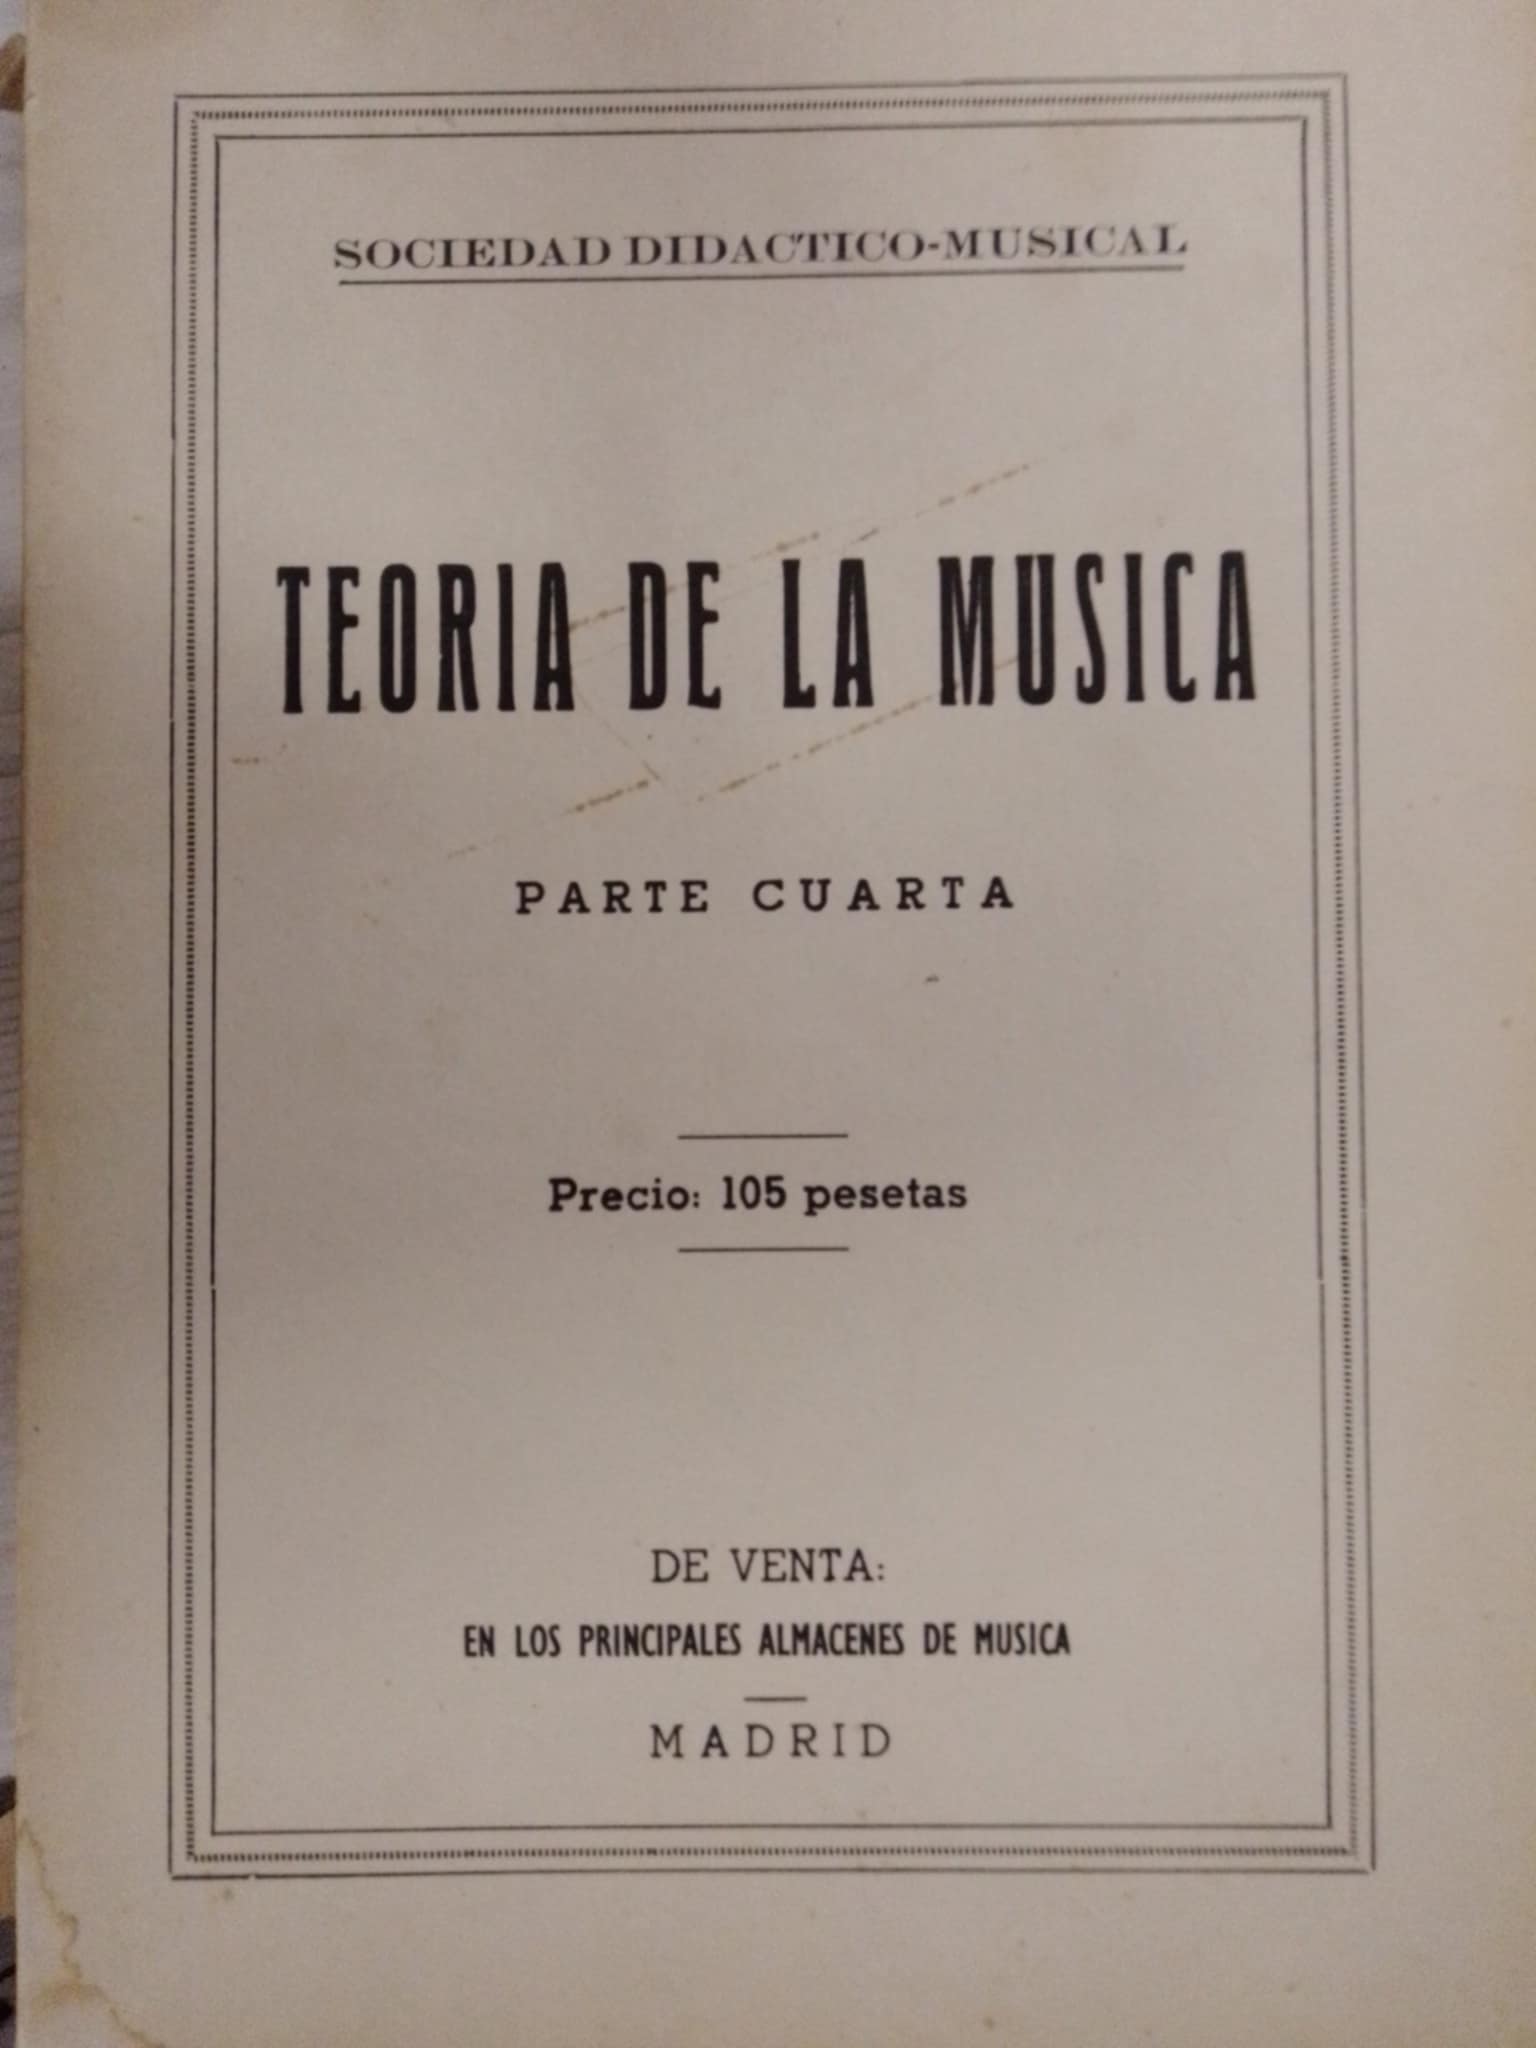 SOCIEDAD DIDACTICO-MUSICAL
TEORIA DE LA MUSICA
PARTE CUARTA
Precio: 105 pesetas
DE VENTA:
EN LOS PRINCIPALES ALMACENES DE MUSICA
MADRID